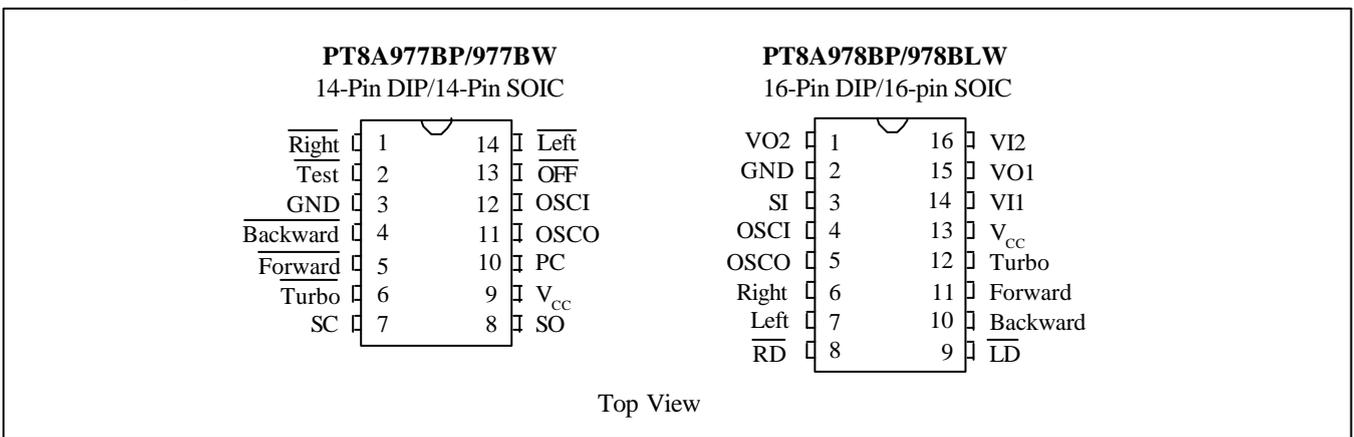 PT8A977BP/977BW
14-Pin DIP/14-Pin SOIC
Right 1 14 Left
Test 2 13 OFF
GND 3 12 OSCI
Backward 4 11 OSCO
Forward 5 10 PC
Turbo 6 9 VCC
SC 7 8 SO
PT8A978BP/978BLW
16-Pin DIP/16-pin SOIC
VO2 1 16 VI2
GND 2 15 VO1
SI 3 14 VI1
OSCI 4 13 VCC
OSCO 5 12 Turbo
Right 6 11 Forward
Left 7 10 Backward
RD 8 9 LD
Top View